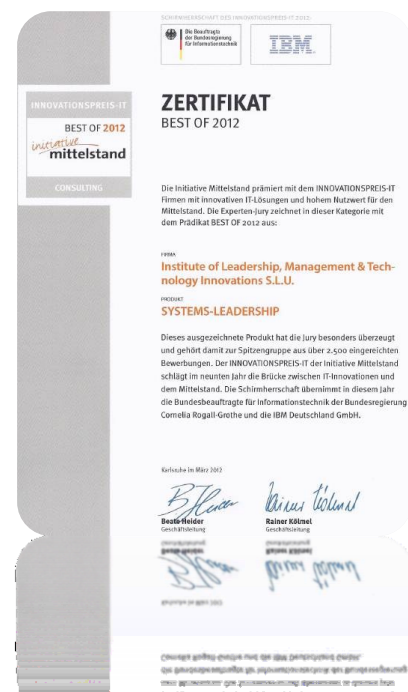 SCHIRMHERRSCHAFT DES INNOVATIONSPREIS-IT 2012:
Die Beauftragte
der Bundesregierung
für Informationstechnik
IBM
INNOVATIONSPREIS-IT
BEST OF 2012
initiative
mittelstand
CONSULTING
ZERTIFIKAT
BEST OF 2012
Die Initiative Mittelstand prämiert mit dem INNOVATIONSPREIS-IT
Firmen mit innovativen IT-Lösungen und hohem Nutzwert für den
Mittelstand. Die Experten-Jury zeichnet in dieser Kategorie mit
dem Prädikat BEST OF 2012 aus:
FIRMA
Institute of Leadership, Management & Tech-
nology Innovations S.L.U.
PRODUKT
SYSTEMS-LEADERSHIP
Dieses ausgezeichnete Produkt hat die Jury besonders überzeugt
und gehört damit zur Spitzengruppe aus über 2.500 eingereichten
Bewerbungen. Der INNOVATIONSPREIS-IT der Initiative Mittelstand
schlägt im neunten Jahr die Brücke zwischen IT-Innovationen und
dem Mittelstand. Die Schirmherrschaft übernimmt in diesem Jahr
die Bundesbeauftragte für Informationstechnik der Bundesregierung
Cornelia Rogall-Grothe und die IBM Deutschland GmbH.
Karlsruhe im März 2012
Beate Heider
Geschäftsleitung
Rainer Kölmel
Geschäftsleitung